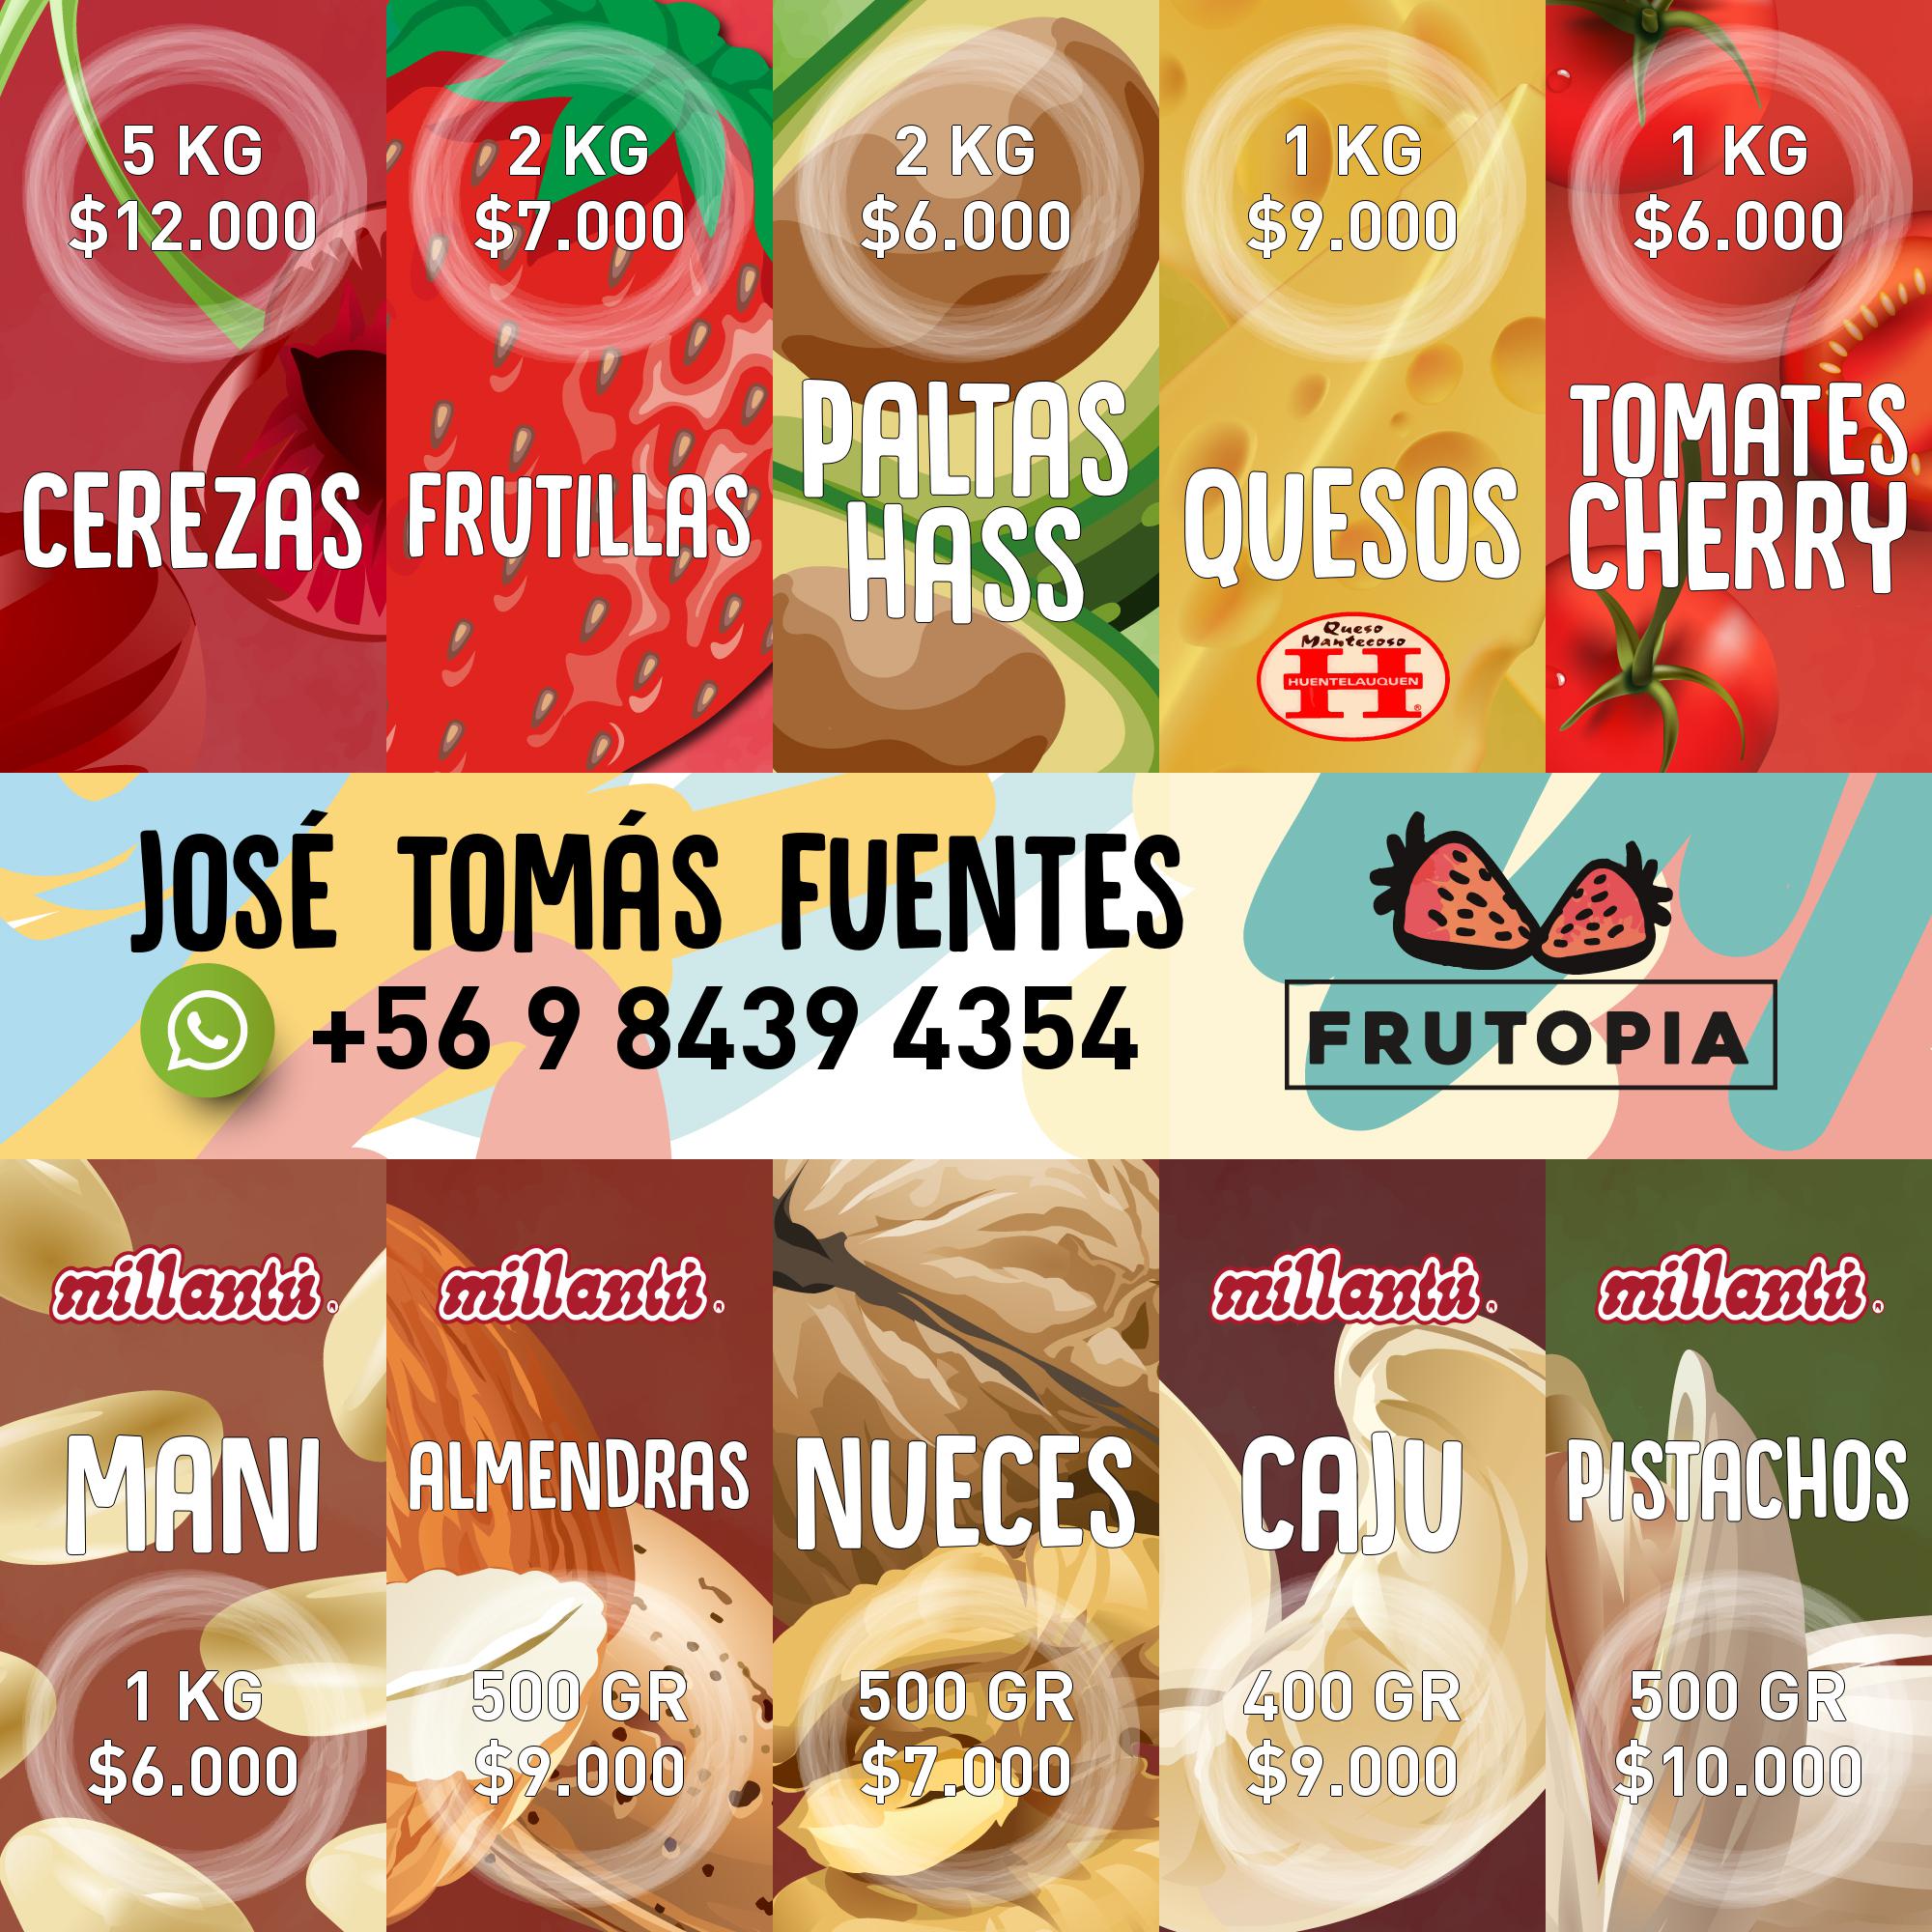 5 KG
$12.000
CEREZAS
2 KG
$7.000
FRUTILLAS
2 KG
$6.000
PALTAS
HASS
1 KG
$9.000
QUESOS
Queso
Mantecoso
H
HUENTELAUQUEN
®
1 KG
$6.000
TOMATES
CHERRY
JOSÉ TOMÁS FUENTES
+56 9 8439 4354
FRUTOPIA
millantú®
MANI
1 KG
$6.000
millantú®
ALMENDRAS
500 GR
$9.000
NUECES
500 GR
$7.000
millantú®
CAJU
400 GR
$9.000
millantú®
PISTACHOS
500 GR
$10.000